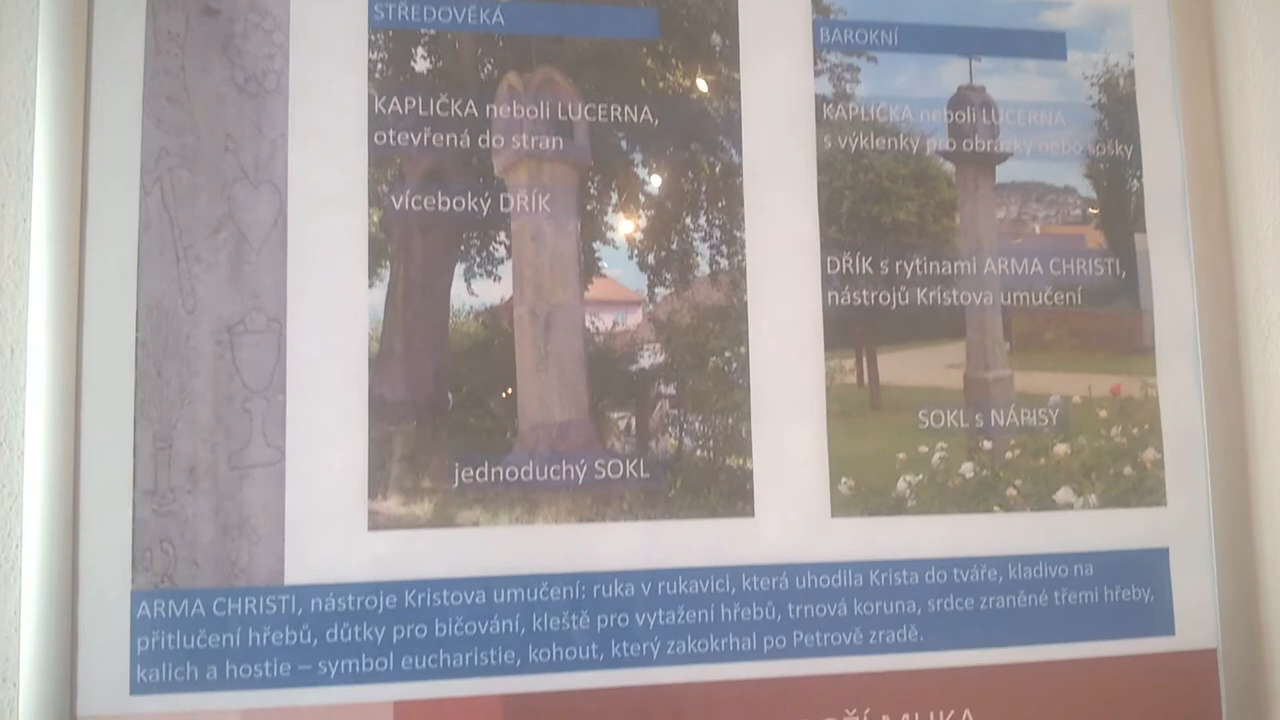 STŘEDOVĚKÁ
KAPLIČKA neboli LUCERNA,
otevřená do stran
víceboký DŘÍK
jednoduchý SOKL
BAROKNÍ
KAPLIČKA neboli LUCERNA
s výklenky pro obrázky nebo sošky
DŘÍK s rytinami ARMA CHRISTI,
nástrojů Kristova umučení
SOKL s NÁPISY
ARMA CHRISTI, nástroje Kristova umučení: ruka v rukavici, která uhodila Krista do tváře, kladivo na
přitlučení hřebů, důtky pro bičování, kleště pro vytažení hřebů, trnová koruna, srdce zraněné třemi hřeby,
kalich a hostie – symbol eucharistie, kohout, který zakokrhal po Petrově zradě.
MUKA